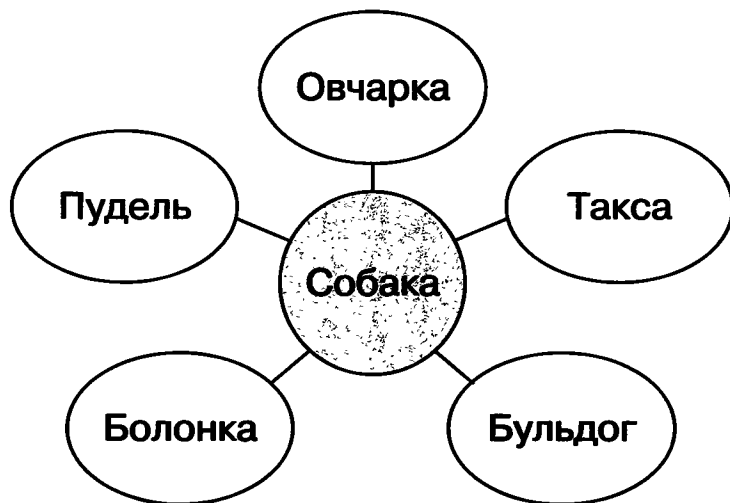 Овчарка
Пудель
Такса
Собака
Болонка
Бульдог